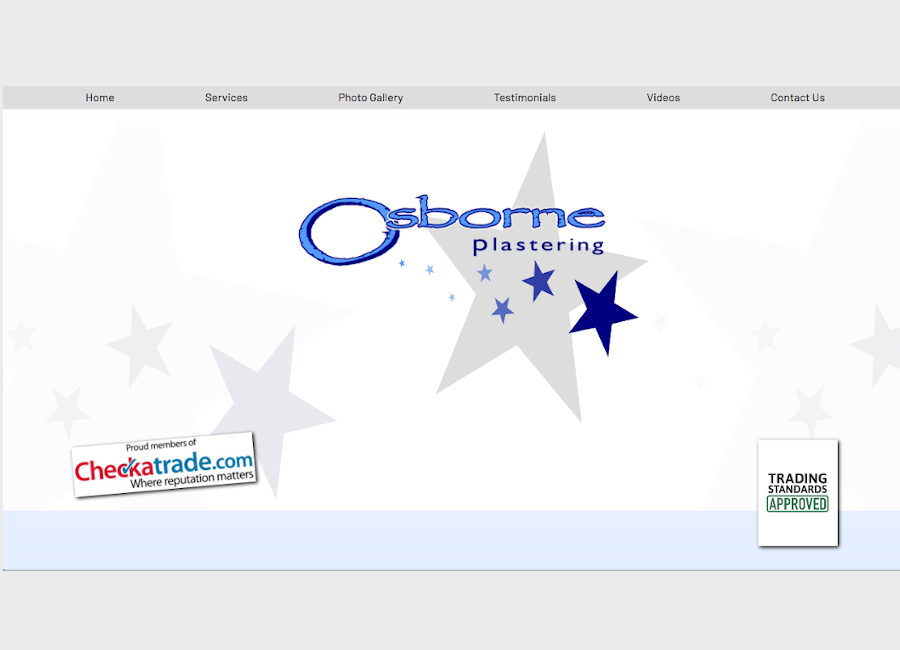 Home
Services
Photo Gallery
Testimonials
Videos
Contact Us
Osborne
plastering
Proud members of
Checkatrade.com
Where reputation matters
TRADING
STANDARDS
APPROVED